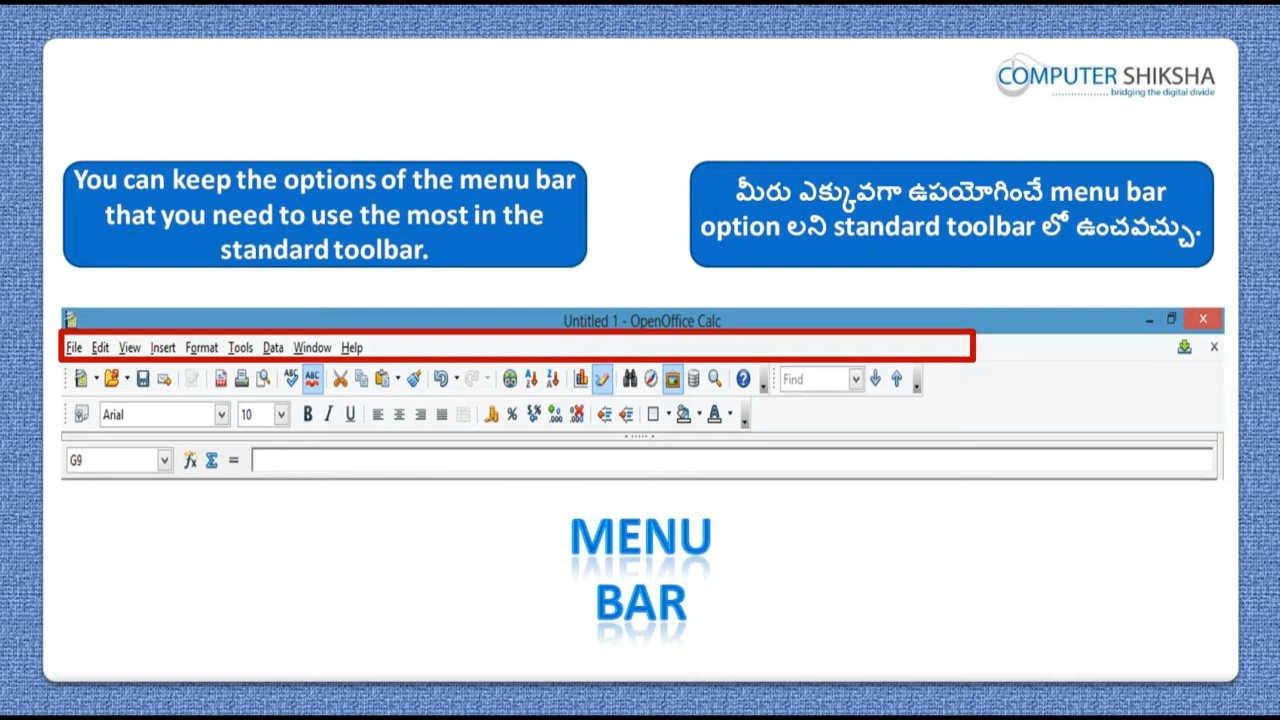 COMPUTER SHIKSHA
bridging the digital divide
You can keep the options of the menu bar
that you need to use the most in the
standard toolbar.
మీరు ఎక్కువగా ఉపయోగించే menu bar
option లని standard toolbar లో ఉంచవచ్చు.
Untitled 1 - OpenOffice Calc
File Edit View Insert Format Tools Data Window Help
Find
Arial 10 B I U
G9
MENU
BAR